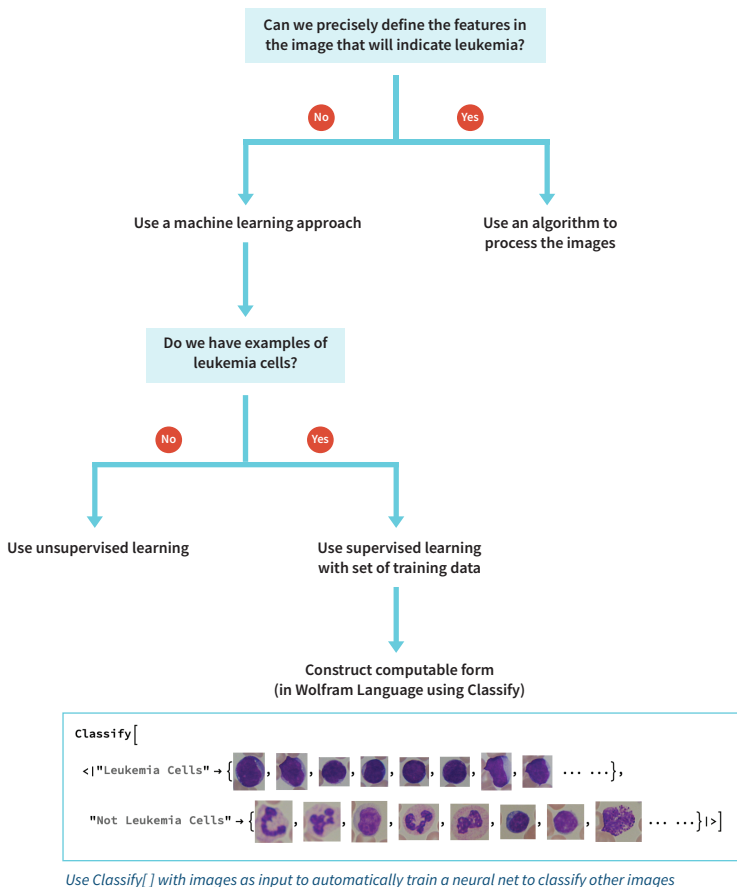 Can we precisely define the features in
the image that will indicate leukemia?
No
Yes
Use a machine learning approach
Use an algorithm to
process the images
Do we have examples of
leukemia cells?
No
Yes
Use unsupervised learning
Use supervised learning
with set of training data
Construct computable form
(in Wolfram Language using Classify)
Classify[
<|"Leukemia Cells" → { , , , , , , , ... ...},
"Not Leukemia Cells" → { , , , , , , , ... ...}|>]
Use Classify[ ] with images as input to automatically train a neural net to classify other images